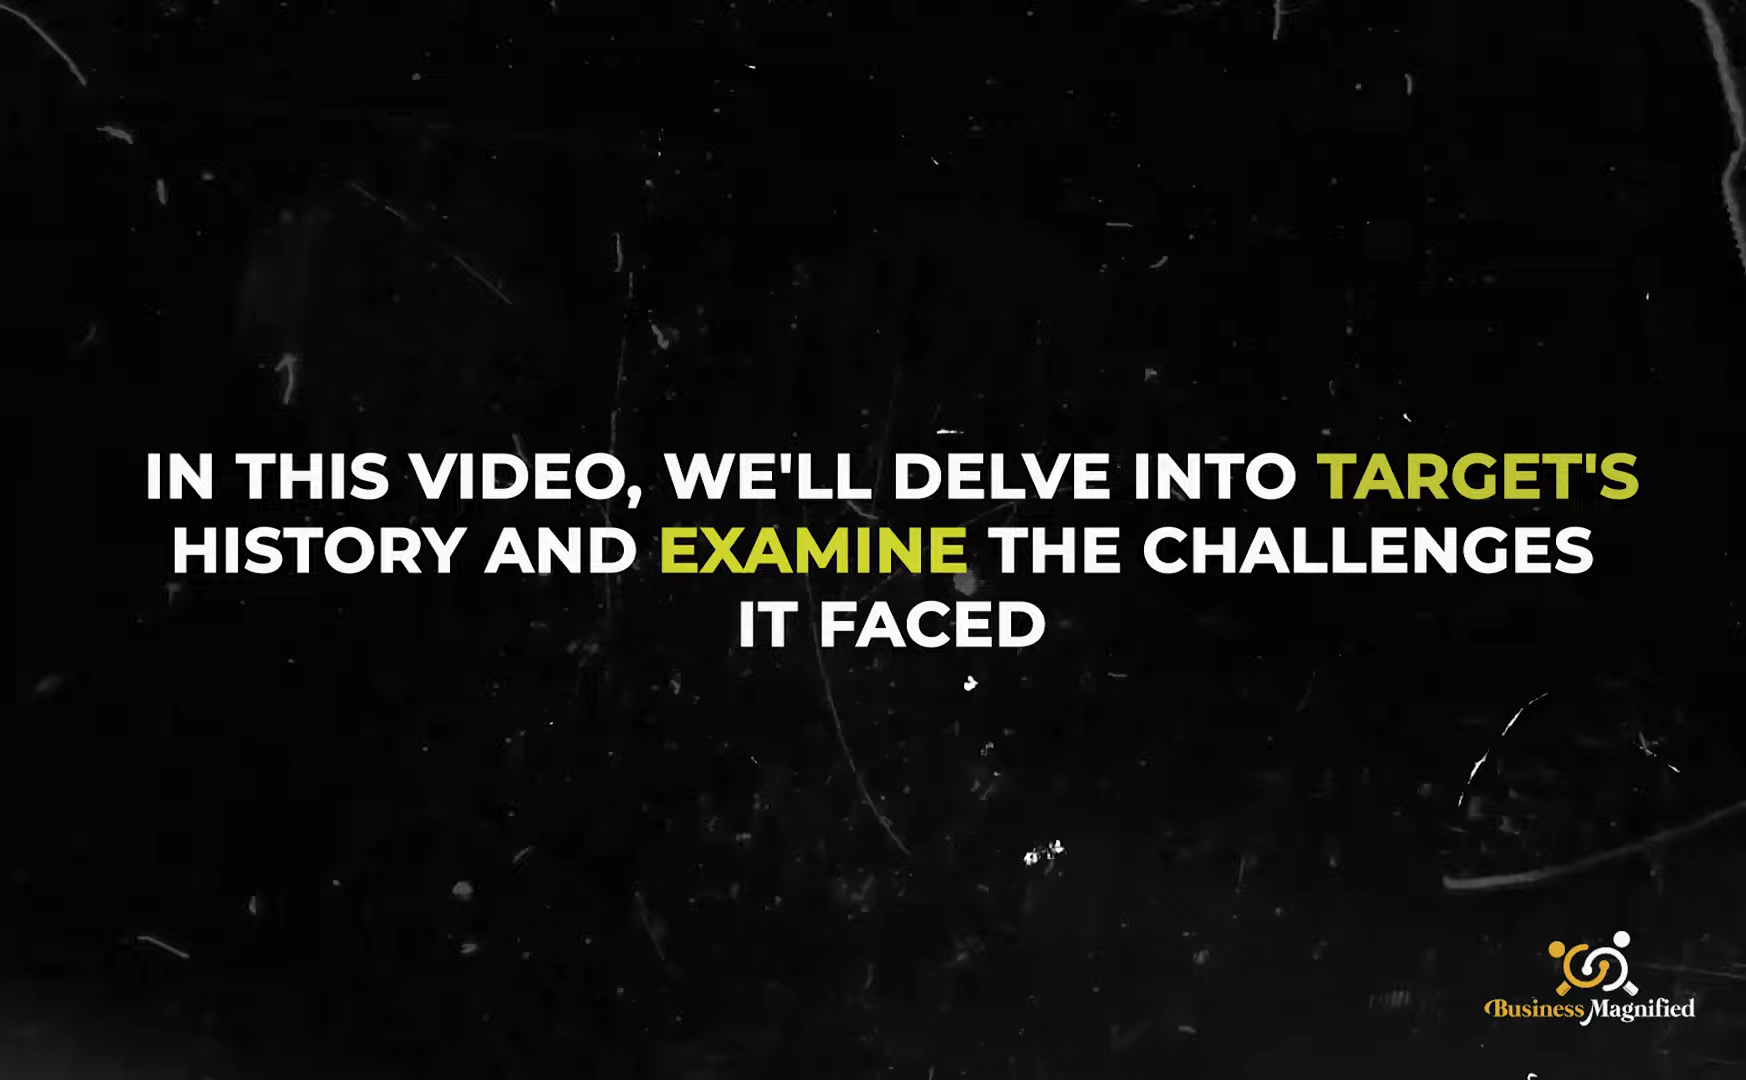 IN THIS VIDEO, WE'LL DELVE INTO TARGET'S
HISTORY AND EXAMINE THE CHALLENGES
IT FACED
Business Magnified